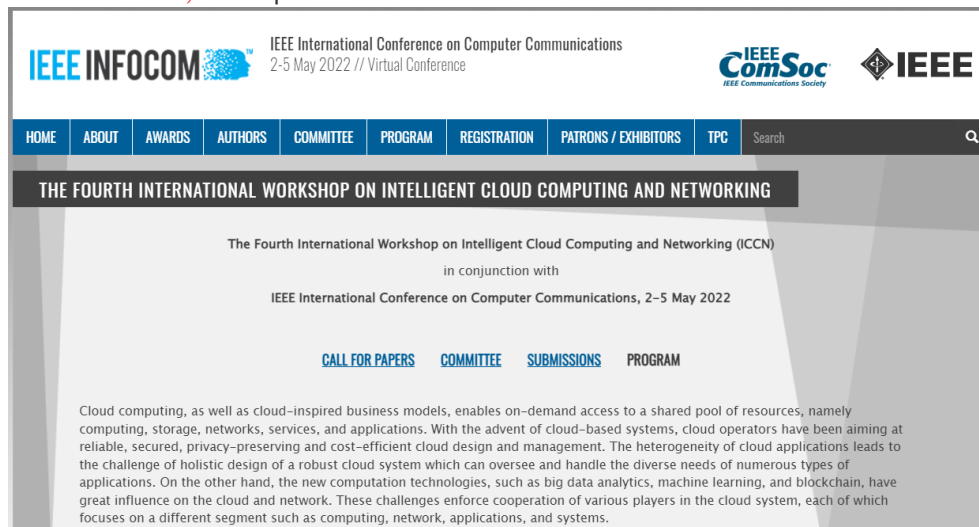 IEEE INFOCOM™
IEEE International Conference on Computer Communications
2-5 May 2022 // Virtual Conference
IEEE ComSoc
IEEE Communications Society
IEEE
HOME ABOUT AWARDS AUTHORS COMMITTEE PROGRAM REGISTRATION PATRONS / EXHIBITORS TPC Search
THE FOURTH INTERNATIONAL WORKSHOP ON INTELLIGENT CLOUD COMPUTING AND NETWORKING
The Fourth International Workshop on Intelligent Cloud Computing and Networking (ICCN)
in conjunction with
IEEE International Conference on Computer Communications, 2-5 May 2022
CALL FOR PAPERS COMMITTEE SUBMISSIONS PROGRAM
Cloud computing, as well as cloud-inspired business models, enables on-demand access to a shared pool of resources, namely
computing, storage, networks, services, and applications. With the advent of cloud-based systems, cloud operators have been aiming at
reliable, secured, privacy-preserving and cost-efficient cloud design and management. The heterogeneity of cloud applications leads to
the challenge of holistic design of a robust cloud system which can oversee and handle the diverse needs of numerous types of
applications. On the other hand, the new computation technologies, such as big data analytics, machine learning, and blockchain, have
great influence on the cloud and network. These challenges enforce cooperation of various players in the cloud system, each of which
focuses on a different segment such as computing, network, applications, and systems.